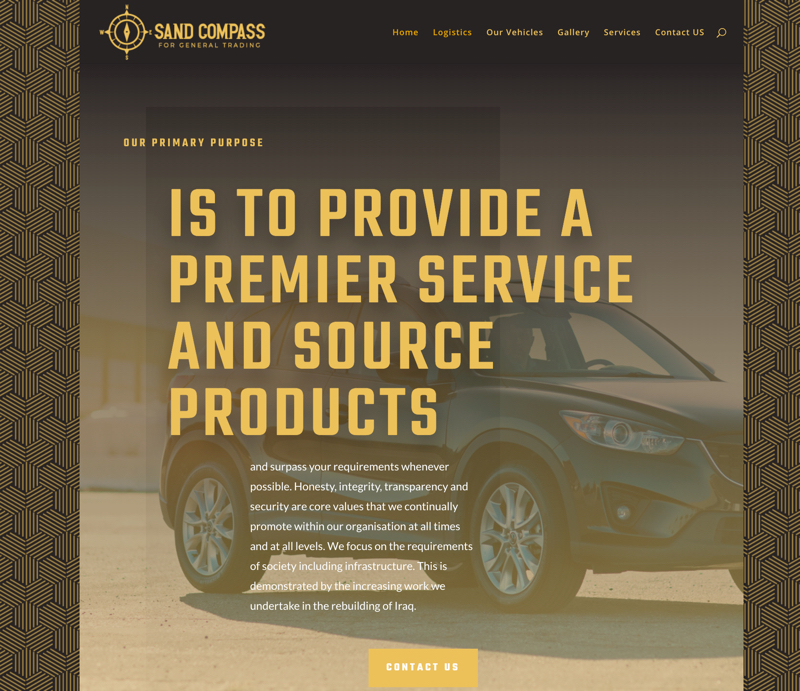 N
W E
S
SAND COMPASS
FOR GENERAL TRADING
Home Logistics Our Vehicles Gallery Services Contact US
OUR PRIMARY PURPOSE
IS TO PROVIDE A
PREMIER SERVICE
AND SOURCE
PRODUCTS
and surpass your requirements whenever
possible. Honesty, integrity, transparency and
security are core values that we continually
promote within our organisation at all times
and at all levels. We focus on the requirements
of society including infrastructure. This is
demonstrated by the increasing work we
undertake in the rebuilding of Iraq.
CONTACT US